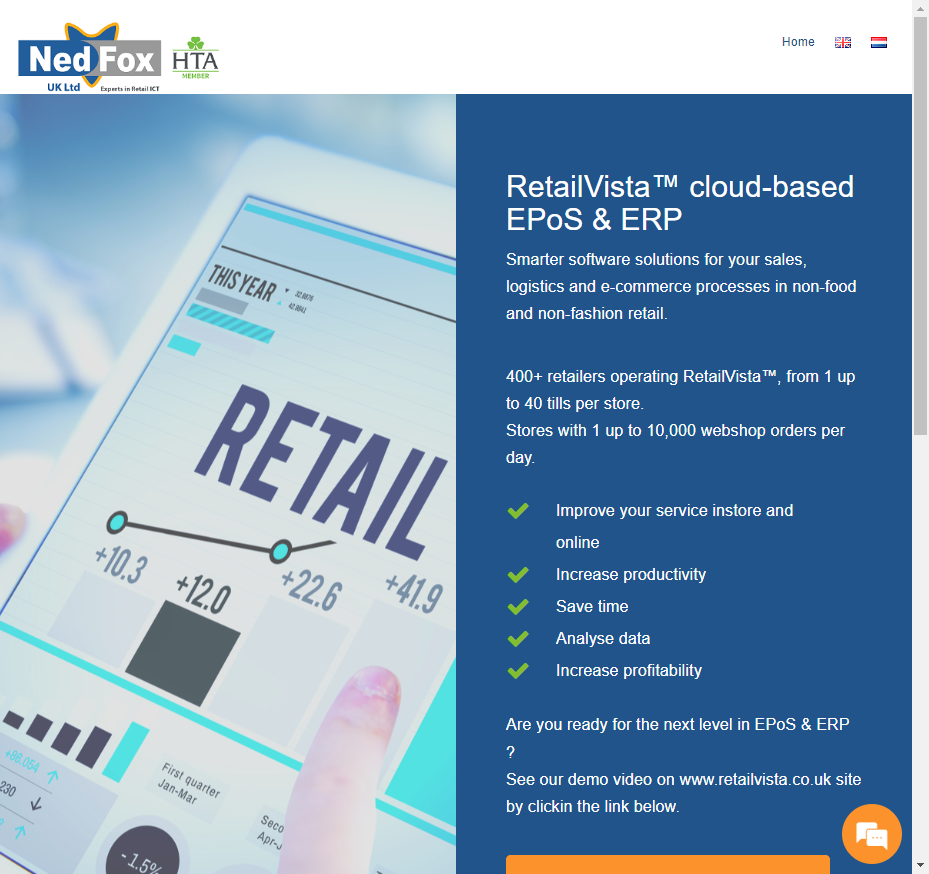 Ned Fox
UK Ltd
Experts in Retail ICT
HTA
MEMBER
Home
THIS YEAR
RETAIL
+10.3
+12.0
+22.6
+41.9
+86.054
230
First quarter
Jan-Mar
Seco
Apr-J
-1.5%
RetailVista™ cloud-based
EPoS & ERP
Smarter software solutions for your sales,
logistics and e-commerce processes in non-food
and non-fashion retail.
400+ retailers operating RetailVista™, from 1 up
to 40 tills per store.
Stores with 1 up to 10,000 webshop orders per
day.
Improve your service instore and
online
Increase productivity
Save time
Analyse data
Increase profitability
Are you ready for the next level in EPoS & ERP
?
See our demo video on www.retailvista.co.uk site
by clickin the link below.